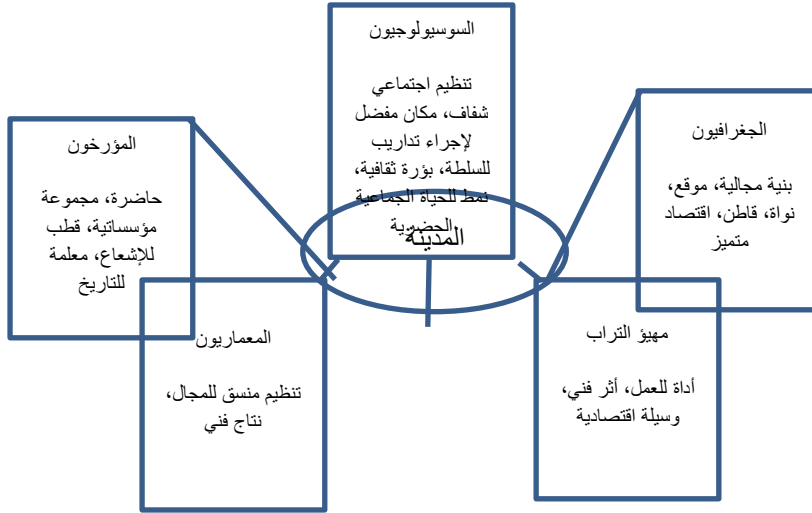 السوسيولوجيون
تنظيم اجتماعي
شفاف، مكان مفضل
لإجراء تداريب
للسلطة، بؤرة ثقافية،
نمط للحياة الجماعية
الحضرية
المدينة
الجغرافيون
بنية مجالية، موقع،
نواة، قاطن، اقتصاد
متميز
المؤرخون
حاضرة، مجموعة
مؤسساتية، قطب
للإشعاع، معلمة
للتاريخ
مهيؤ التراب
أداة للعمل، أثر فني،
وسيلة اقتصادية
المعماريون
تنظيم منسق للمجال،
نتاج فني